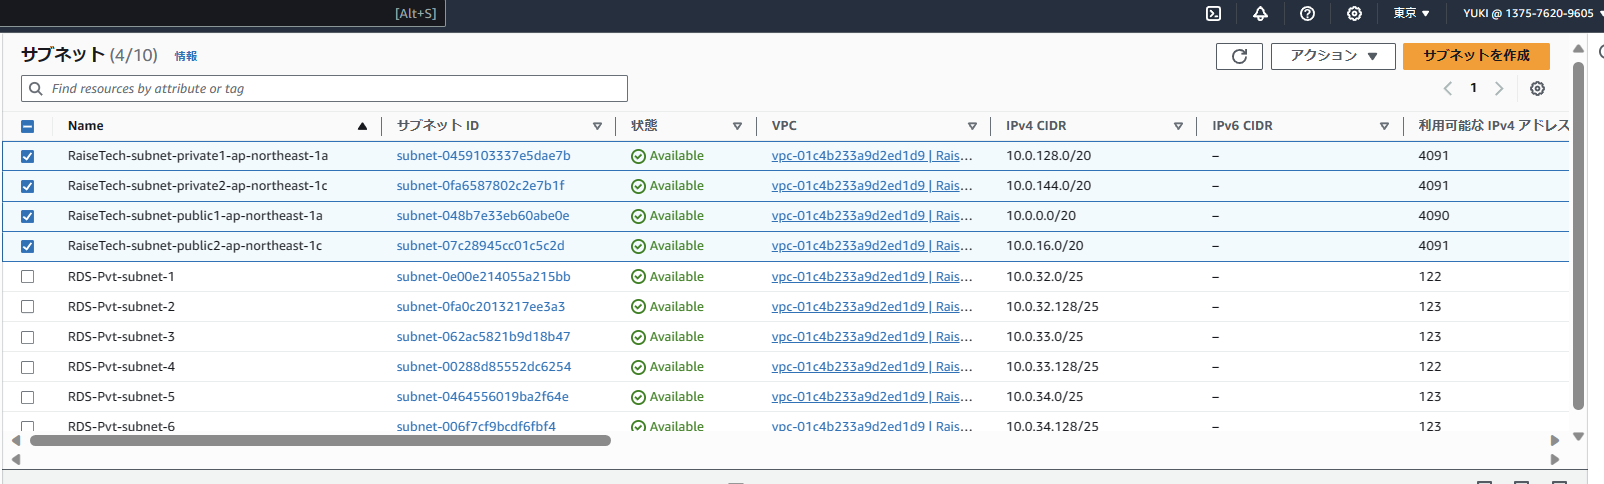 [Alt+S] 東京 ▼ YUKI @ 1375-7620-9605 ▼
サブネット (4/10) 情報 アクション ▼ サブネットを作成
Find resources by attribute or tag 1
Name サブネット ID 状態 VPC IPv4 CIDR IPv6 CIDR 利用可能な IPv4 アドレス
RaiseTech-subnet-private1-ap-northeast-1a subnet-0459103337e5dae7b Available vpc-01c4b233a9d2ed1d9 | Rais... 10.0.128.0/20 – 4091
RaiseTech-subnet-private2-ap-northeast-1c subnet-0fa6587802c2e7b1f Available vpc-01c4b233a9d2ed1d9 | Rais... 10.0.144.0/20 – 4091
RaiseTech-subnet-public1-ap-northeast-1a subnet-048b7e33eb60abe0e Available vpc-01c4b233a9d2ed1d9 | Rais... 10.0.0.0/20 – 4090
RaiseTech-subnet-public2-ap-northeast-1c subnet-07c28945cc01c5c2d Available vpc-01c4b233a9d2ed1d9 | Rais... 10.0.16.0/20 – 4091
RDS-Pvt-subnet-1 subnet-0e00e214055a215bb Available vpc-01c4b233a9d2ed1d9 | Rais... 10.0.32.0/25 – 122
RDS-Pvt-subnet-2 subnet-0fa0c2013217ee3a3 Available vpc-01c4b233a9d2ed1d9 | Rais... 10.0.32.128/25 – 123
RDS-Pvt-subnet-3 subnet-062ac5821b9d18b47 Available vpc-01c4b233a9d2ed1d9 | Rais... 10.0.33.0/25 – 123
RDS-Pvt-subnet-4 subnet-00288d85552dc6254 Available vpc-01c4b233a9d2ed1d9 | Rais... 10.0.33.128/25 – 122
RDS-Pvt-subnet-5 subnet-0464556019ba2f64e Available vpc-01c4b233a9d2ed1d9 | Rais... 10.0.34.0/25 – 123
RDS-Pvt-subnet-6 subnet-006f7cf9bcdf6fbf4 Available vpc-01c4b233a9d2ed1d9 | Rais... 10.0.34.128/25 – 123